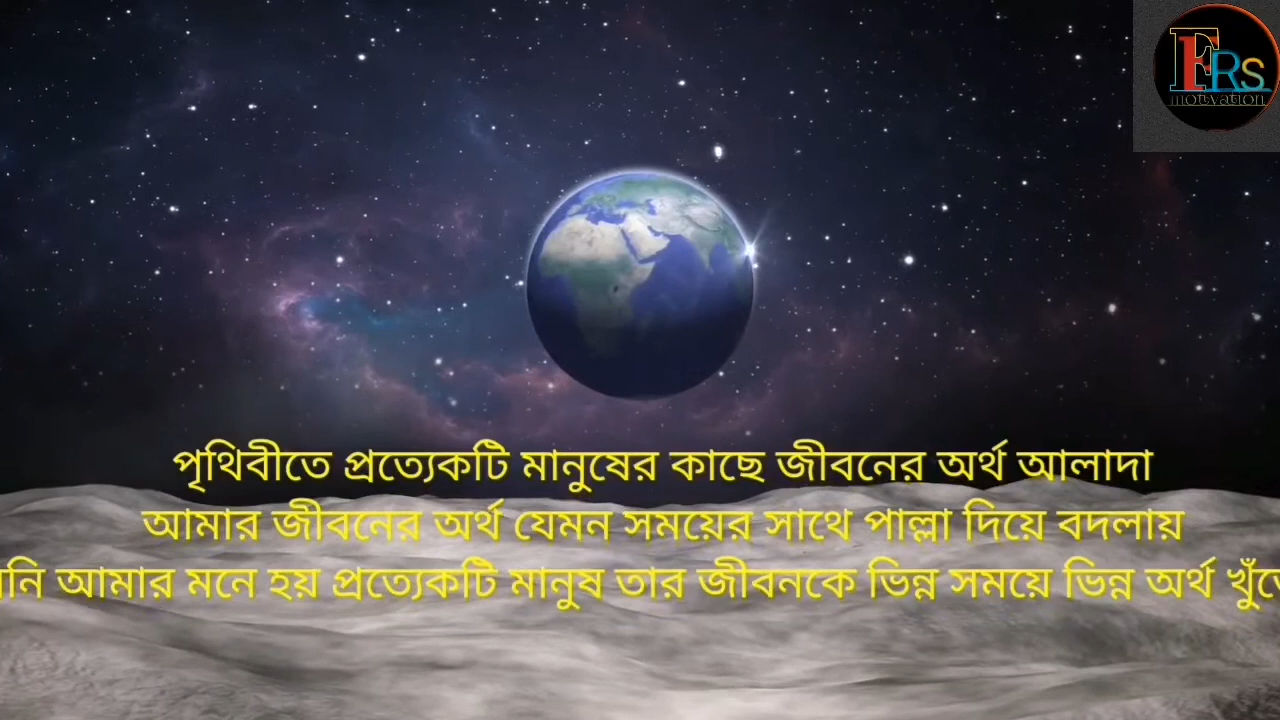 FRs
motivation
পৃথিবীতে প্রত্যেকটি মানুষের কাছে জীবনের অর্থ আলাদা
আমার জীবনের অর্থ যেমন সময়ের সাথে পাল্লা দিয়ে বদলায়
আমার মনে হয় প্রত্যেকটি মানুষ তার জীবনকে ভিন্ন সময়ে ভিন্ন অর্থ